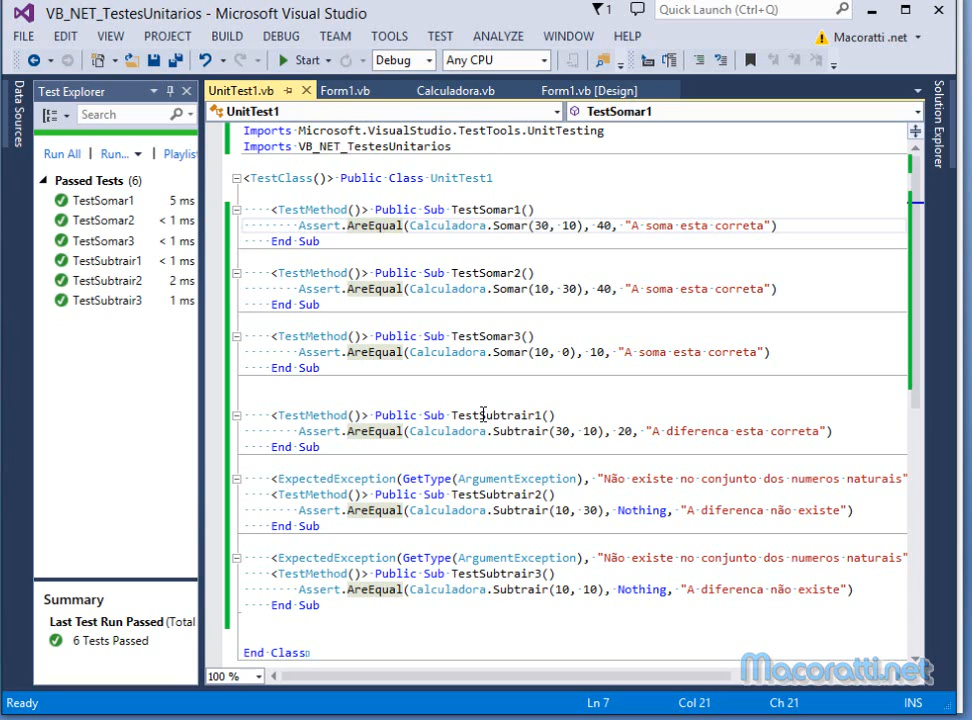 VB_NET_TestesUnitarios - Microsoft Visual Studio
1
Quick Launch (Ctrl+Q)
FILE EDIT VIEW PROJECT BUILD DEBUG TEAM TOOLS TEST ANALYZE WINDOW HELP
Macoratti .net
Start
Debug
Any CPU
Data Sources
Test Explorer
Search
Run All | Run... | Playlis
Passed Tests (6)
TestSomar1 5 ms
TestSomar2 < 1 ms
TestSomar3 < 1 ms
TestSubtrair1 < 1 ms
TestSubtrair2 2 ms
TestSubtrair3 1 ms
Summary
Last Test Run Passed (Total
6 Tests Passed
UnitTest1.vb Form1.vb Calculadora.vb Form1.vb [Design]
UnitTest1 TestSomar1
Imports Microsoft.VisualStudio.TestTools.UnitTesting
Imports VB_NET_TestesUnitarios
<TestClass()> Public Class UnitTest1
<TestMethod()> Public Sub TestSomar1()
Assert.AreEqual(Calculadora.Somar(30, 10), 40, "A soma esta correta")
End Sub
<TestMethod()> Public Sub TestSomar2()
Assert.AreEqual(Calculadora.Somar(10, 30), 40, "A soma esta correta")
End Sub
<TestMethod()> Public Sub TestSomar3()
Assert.AreEqual(Calculadora.Somar(10, 0), 10, "A soma esta correta")
End Sub
<TestMethod()> Public Sub TestSubtrair1()
Assert.AreEqual(Calculadora.Subtrair(30, 10), 20, "A diferenca esta correta")
End Sub
<ExpectedException(GetType(ArgumentException), "Não existe no conjunto dos numeros naturais"
<TestMethod()> Public Sub TestSubtrair2()
Assert.AreEqual(Calculadora.Subtrair(10, 30), Nothing, "A diferenca não existe")
End Sub
<ExpectedException(GetType(ArgumentException), "Não existe no conjunto dos numeros naturais"
<TestMethod()> Public Sub TestSubtrair3()
Assert.AreEqual(Calculadora.Subtrair(10, 10), Nothing, "A diferenca não existe")
End Sub
End Class
100 %
Solution Explorer
Macoratti.net
Ready
Ln 7
Col 21
Ch 21
INS